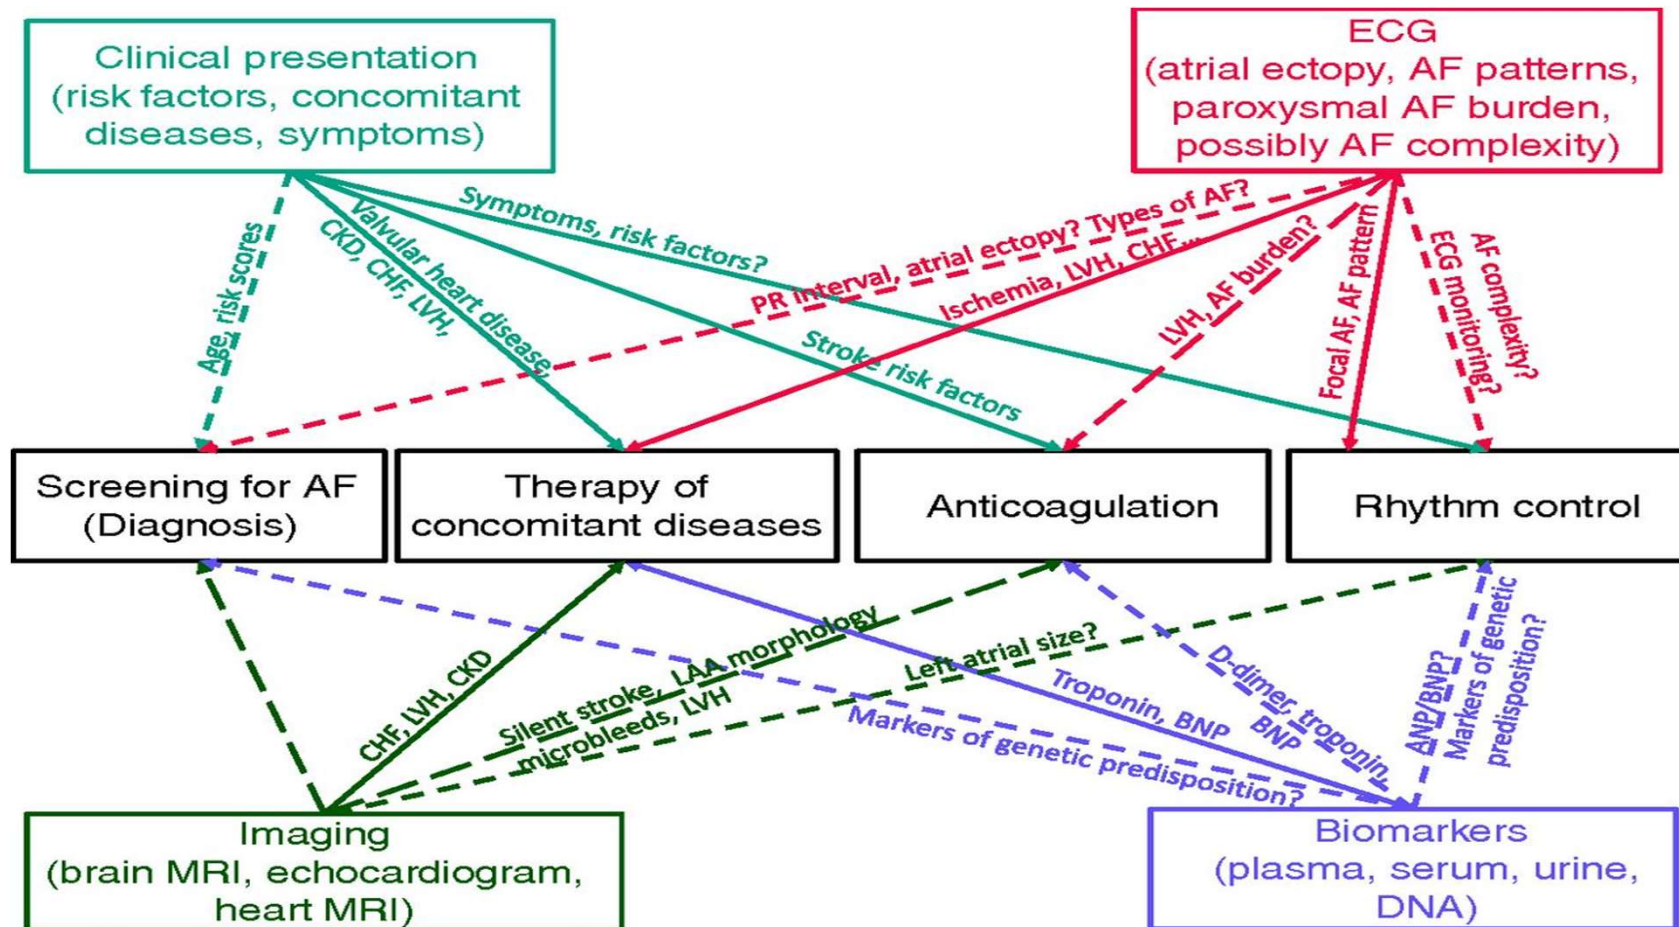 Clinical presentation
(risk factors, concomitant
diseases, symptoms)
ECG
(atrial ectopy, AF patterns,
paroxysmal AF burden,
possibly AF complexity)
Age, risk scores
Valvular heart disease,
CKD, CHF, LVH,
Symptoms, risk factors?
Stroke risk factors
PR interval, atrial ectopy? Types of AF?
Ischemia, LVH, CHF...
LVH, AF burden?
Focal AF, AF pattern
AF complexity?
ECG monitoring?
Screening for AF
(Diagnosis)
Therapy of
concomitant diseases
Anticoagulation
Rhythm control
CHF, LVH, CKD
Silent stroke, LAA morphology
microbleeds, LVH
Left atrial size?
Markers of genetic predisposition?
Troponin, BNP
D-dimer, troponin,
BNP
ANP/BNP?
Markers of genetic
predisposition?
Imaging
(brain MRI, echocardiogram,
heart MRI)
Biomarkers
(plasma, serum, urine,
DNA)